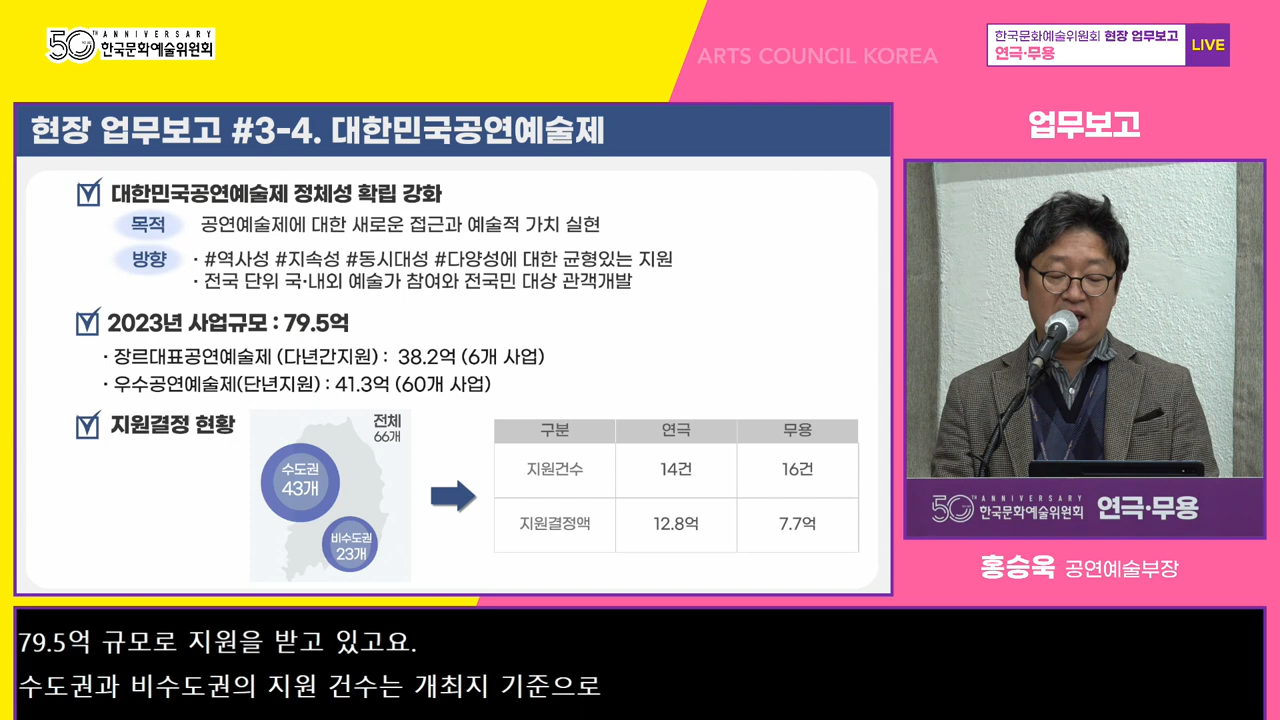 50TH ANNIVERSARY
한국문화예술위원회
ARTS COUNCIL KOREA
한국문화예술위원회 현장 업무보고
연극·무용
LIVE
현장 업무보고 #3-4. 대한민국공연예술제
대한민국공연예술제 정체성 확립 강화
목적 공연예술제에 대한 새로운 접근과 예술적 가치 실현
방향 · #역사성 #지속성 #동시대성 #다양성에 대한 균형있는 지원
· 전국 단위 국·내외 예술가 참여와 전국민 대상 관객개발
2023년 사업규모 : 79.5억
· 장르대표공연예술제 (다년간지원) : 38.2억 (6개 사업)
· 우수공연예술제(단년지원) : 41.3억 (60개 사업)
지원결정 현황
전체
66개
수도권
43개
비수도권
23개
구분 연극 무용
지원건수 14건 16건
지원결정액 12.8억 7.7억
업무보고
50TH ANNIVERSARY
한국문화예술위원회
연극·무용
홍승욱 공연예술부장
79.5억 규모로 지원을 받고 있고요.
수도권과 비수도권의 지원 건수는 개최지 기준으로